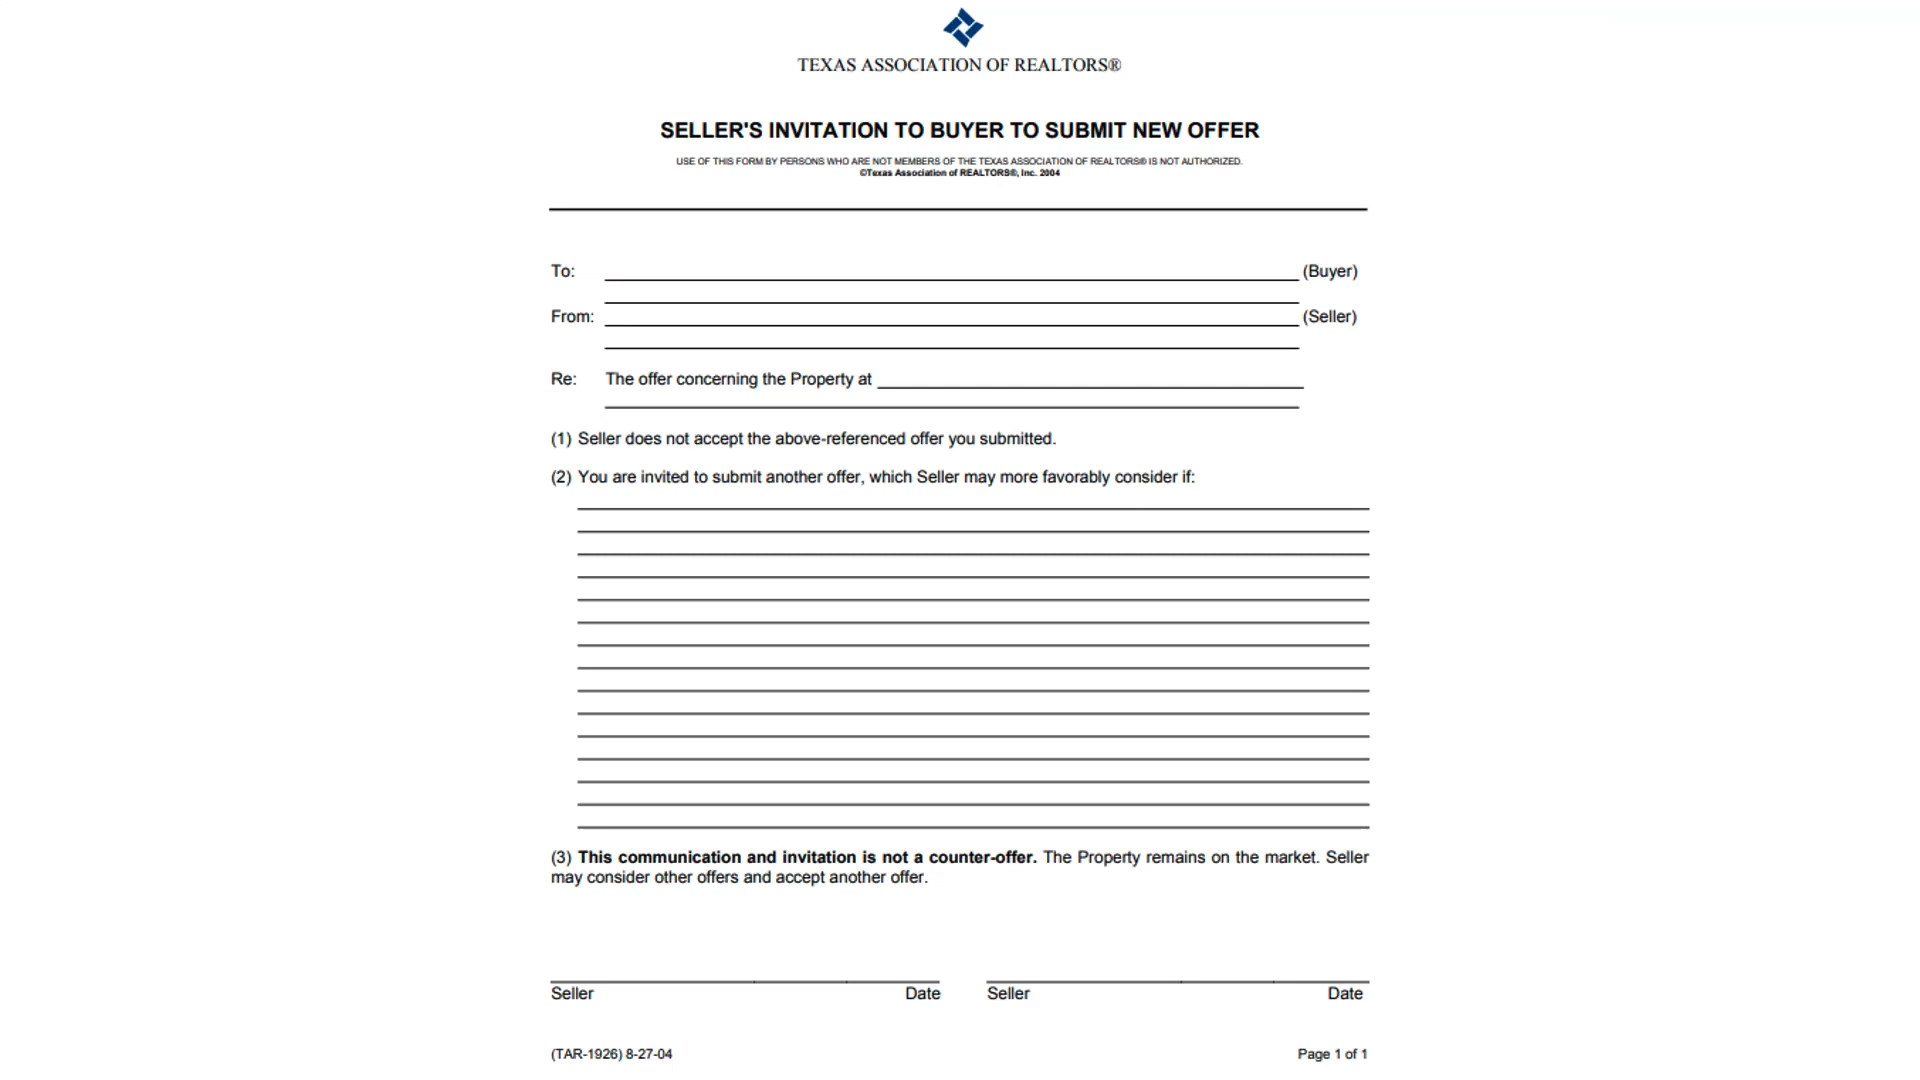 TEXAS ASSOCIATION OF REALTORS®
SELLER'S INVITATION TO BUYER TO SUBMIT NEW OFFER
USE OF THIS FORM BY PERSONS WHO ARE NOT MEMBERS OF THE TEXAS ASSOCIATION OF REALTORS® IS NOT AUTHORIZED.
©Texas Association of REALTORS®, Inc. 2004
To: (Buyer)
From: (Seller)
Re: The offer concerning the Property at
(1) Seller does not accept the above-referenced offer you submitted.
(2) You are invited to submit another offer, which Seller may more favorably consider if:
(3) This communication and invitation is not a counter-offer. The Property remains on the market. Seller
may consider other offers and accept another offer.
Seller Date Seller Date
(TAR-1926) 8-27-04 Page 1 of 1